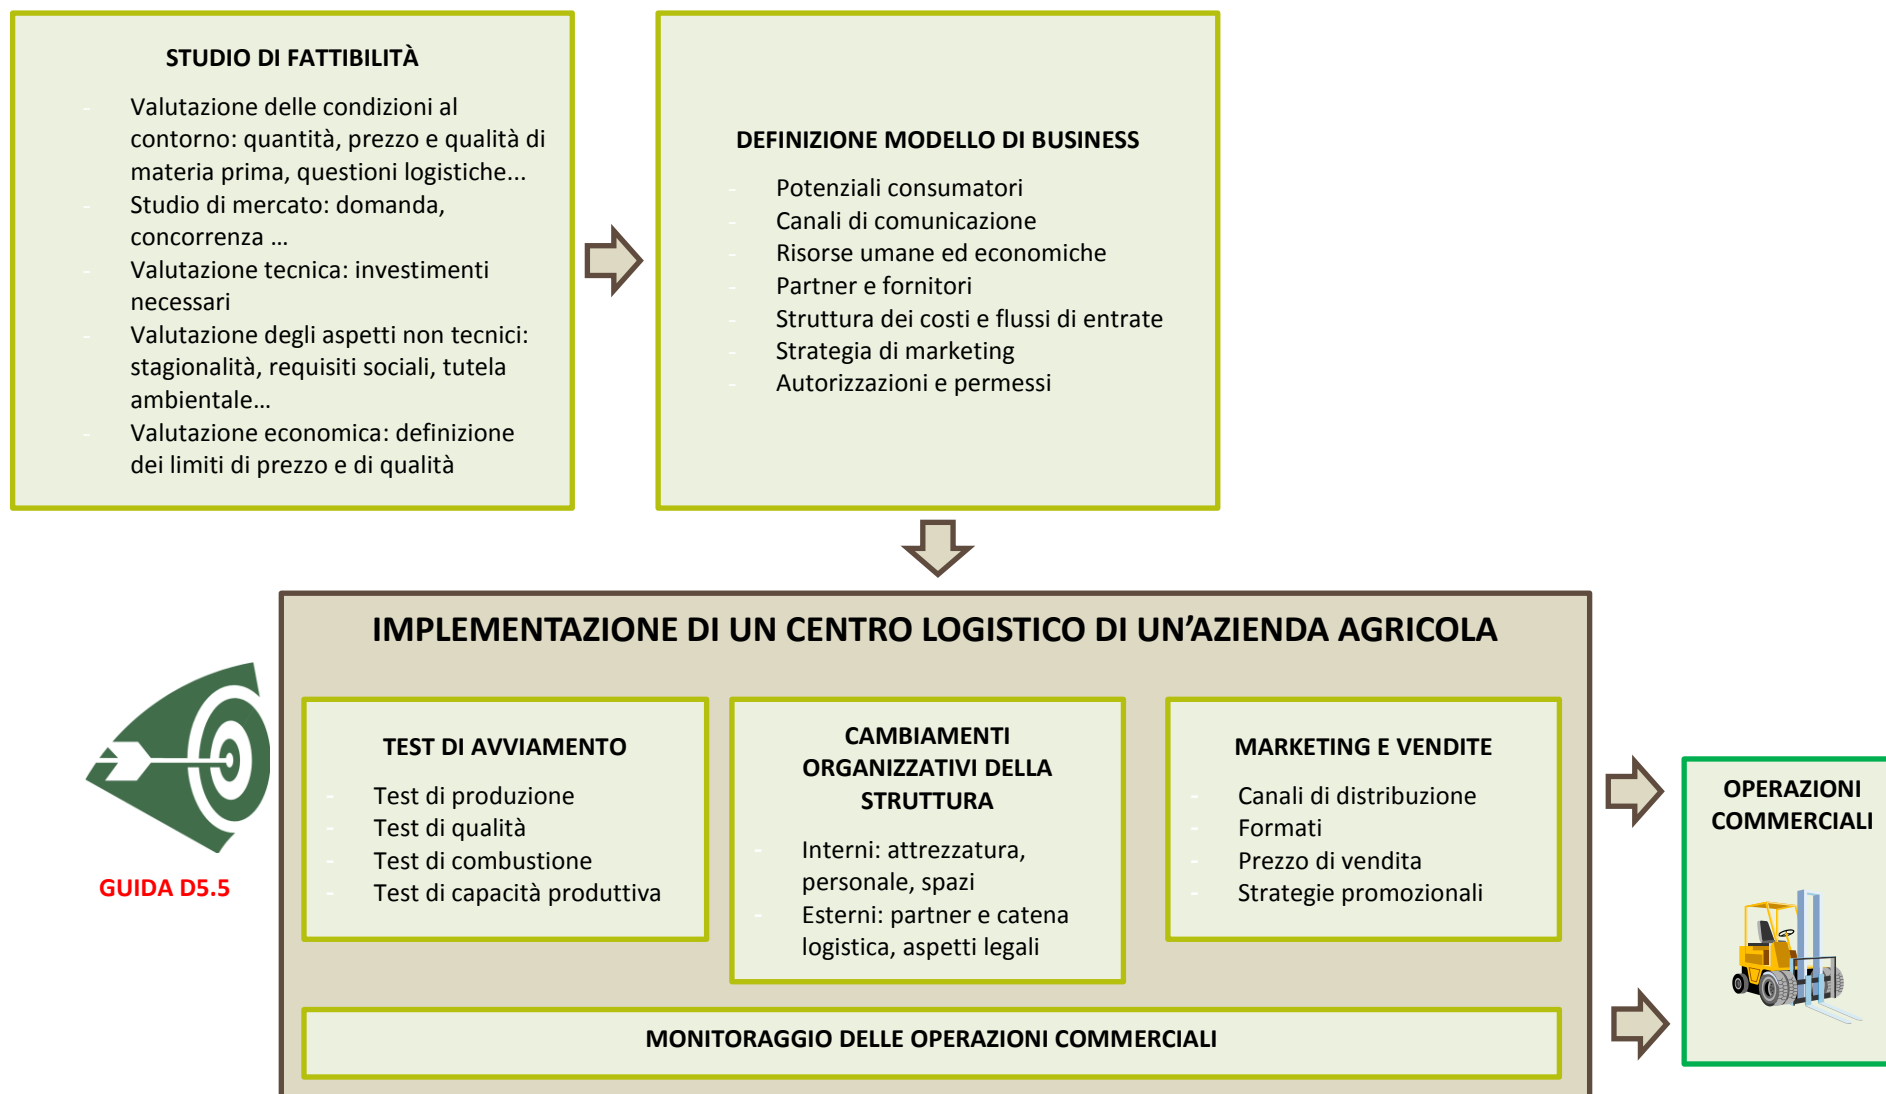 STUDIO DI FATTIBILITÀ
- Valutazione delle condizioni al
contorno: quantità, prezzo e qualità di
materia prima, questioni logistiche...
- Studio di mercato: domanda,
concorrenza ...
- Valutazione tecnica: investimenti
necessari
- Valutazione degli aspetti non tecnici:
stagionalità, requisiti sociali, tutela
ambientale...
- Valutazione economica: definizione
dei limiti di prezzo e di qualità
DEFINIZIONE MODELLO DI BUSINESS
- Potenziali consumatori
- Canali di comunicazione
- Risorse umane ed economiche
- Partner e fornitori
- Struttura dei costi e flussi di entrate
- Strategia di marketing
- Autorizzazioni e permessi
IMPLEMENTAZIONE DI UN CENTRO LOGISTICO DI UN’AZIENDA AGRICOLA
GUIDA D5.5
TEST DI AVVIAMENTO
- Test di produzione
- Test di qualità
- Test di combustione
- Test di capacità produttiva
CAMBIAMENTI
ORGANIZZATIVI DELLA
STRUTTURA
- Interni: attrezzatura,
personale, spazi
- Esterni: partner e catena
logistica, aspetti legali
MARKETING E VENDITE
- Canali di distribuzione
- Formati
- Prezzo di vendita
- Strategie promozionali
MONITORAGGIO DELLE OPERAZIONI COMMERCIALI
OPERAZIONI
COMMERCIALI